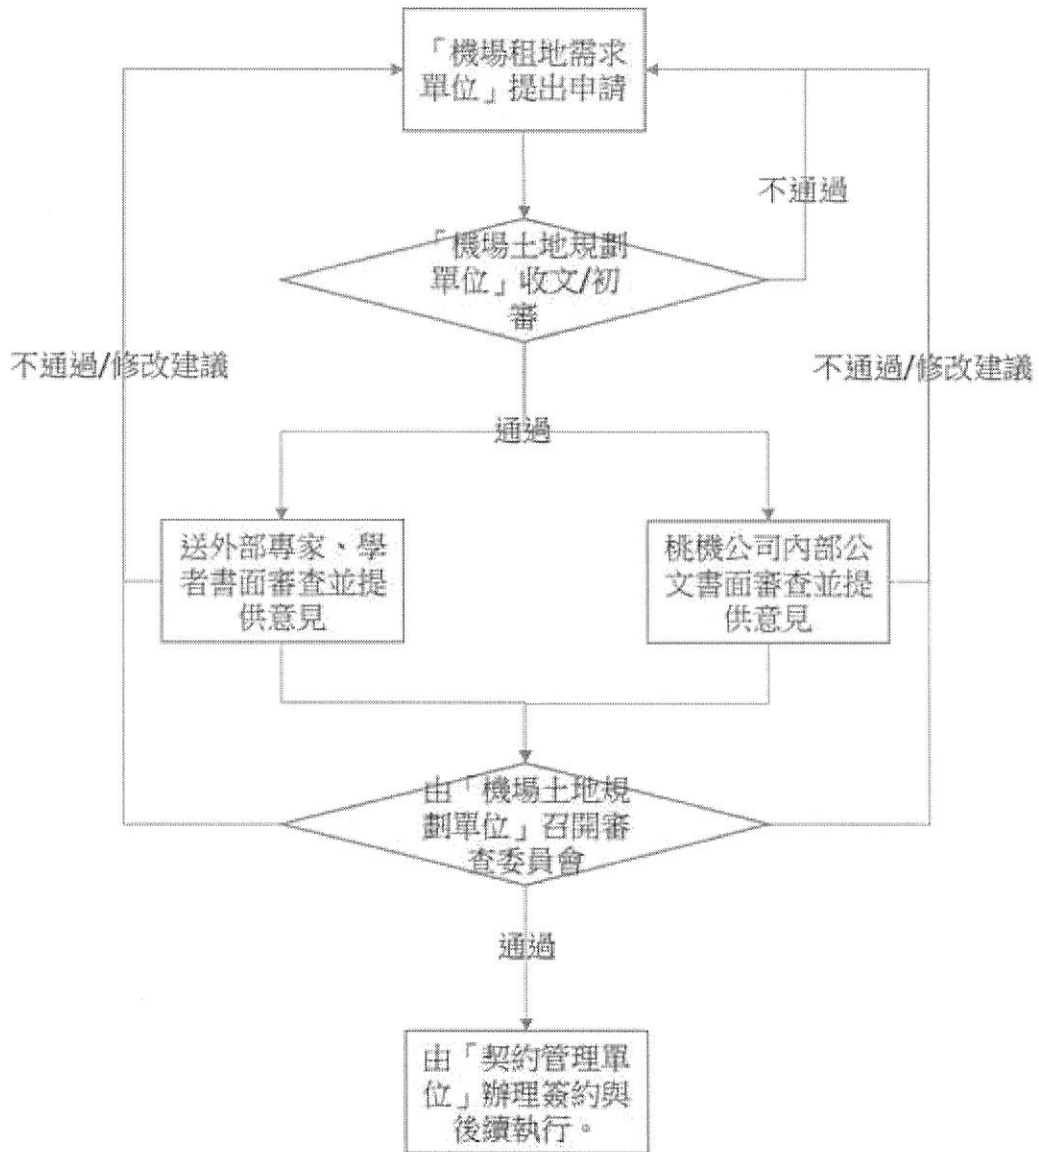 「機場租地需求
單位」提出申請
不通過
「機場土地規劃
單位」收文/初
審
不通過/修改建議
不通過/修改建議
通過
送外部專家、學
者書面審查並提
供意見
桃機公司內部公
文書面審查並提
供意見
由「機場土地規
劃單位」召開審
查委員會
通過
由「契約管理單
位」辦理簽約與
後續執行。